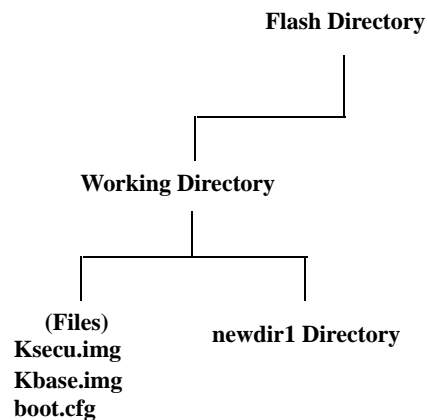 Flash Directory
Working Directory
(Files)
Ksecu.img
Kbase.img
boot.cfg
newdir1 Directory